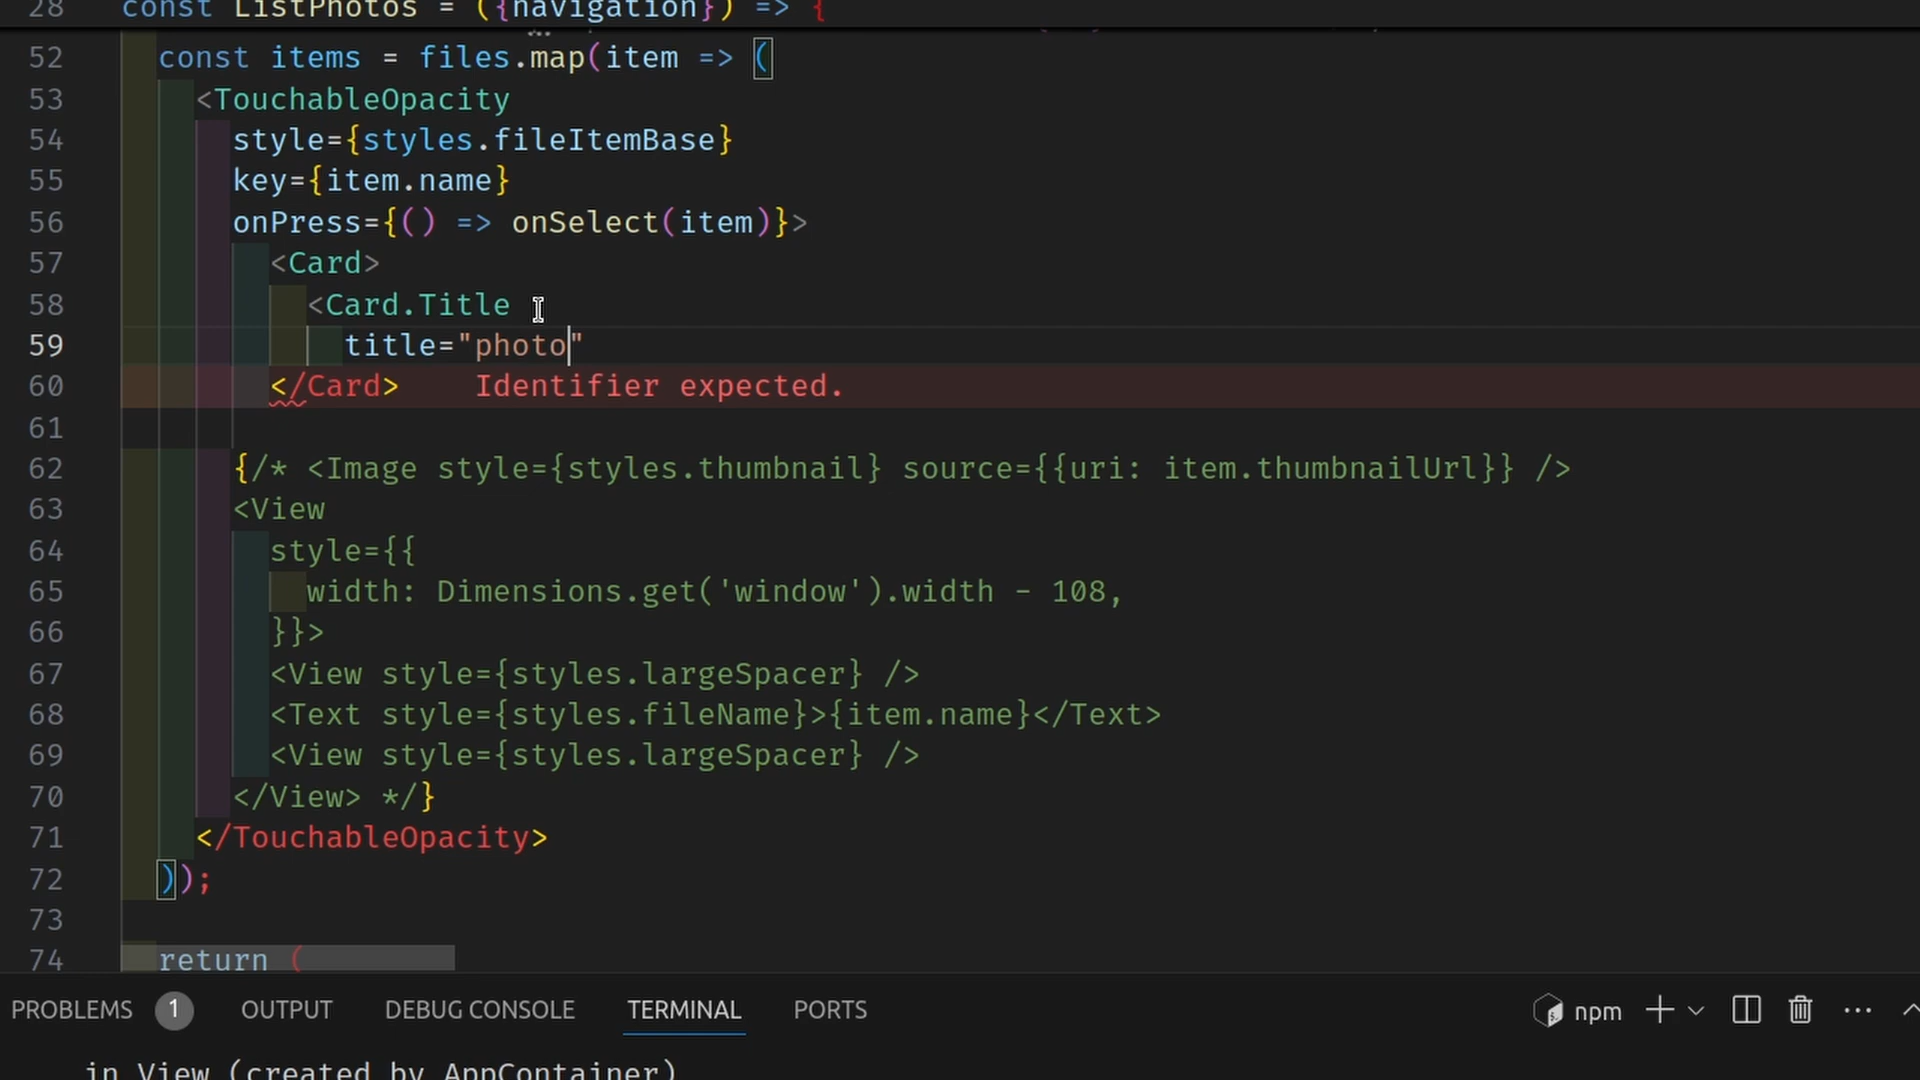 28 const ListPhotos = ({navigation}) => {
52 const items = files.map(item => (
53 <TouchableOpacity
54 style={styles.fileItemBase}
55 key={item.name}
56 onPress={() => onSelect(item)}>
57 <Card>
58 <Card.Title
59 title="photo"
60 </Card> Identifier expected.
61
62 {/* <Image style={styles.thumbnail} source={{uri: item.thumbnailUrl}} />
63 <View
64 style={{
65 width: Dimensions.get('window').width - 108,
66 }}>
67 <View style={styles.largeSpacer} />
68 <Text style={styles.fileName}>{item.name}</Text>
69 <View style={styles.largeSpacer} />
70 </View> */}
71 </TouchableOpacity>
72 ));
73
74 return (
PROBLEMS 1 OUTPUT DEBUG CONSOLE TERMINAL PORTS npm
in View (created by AppContainer)